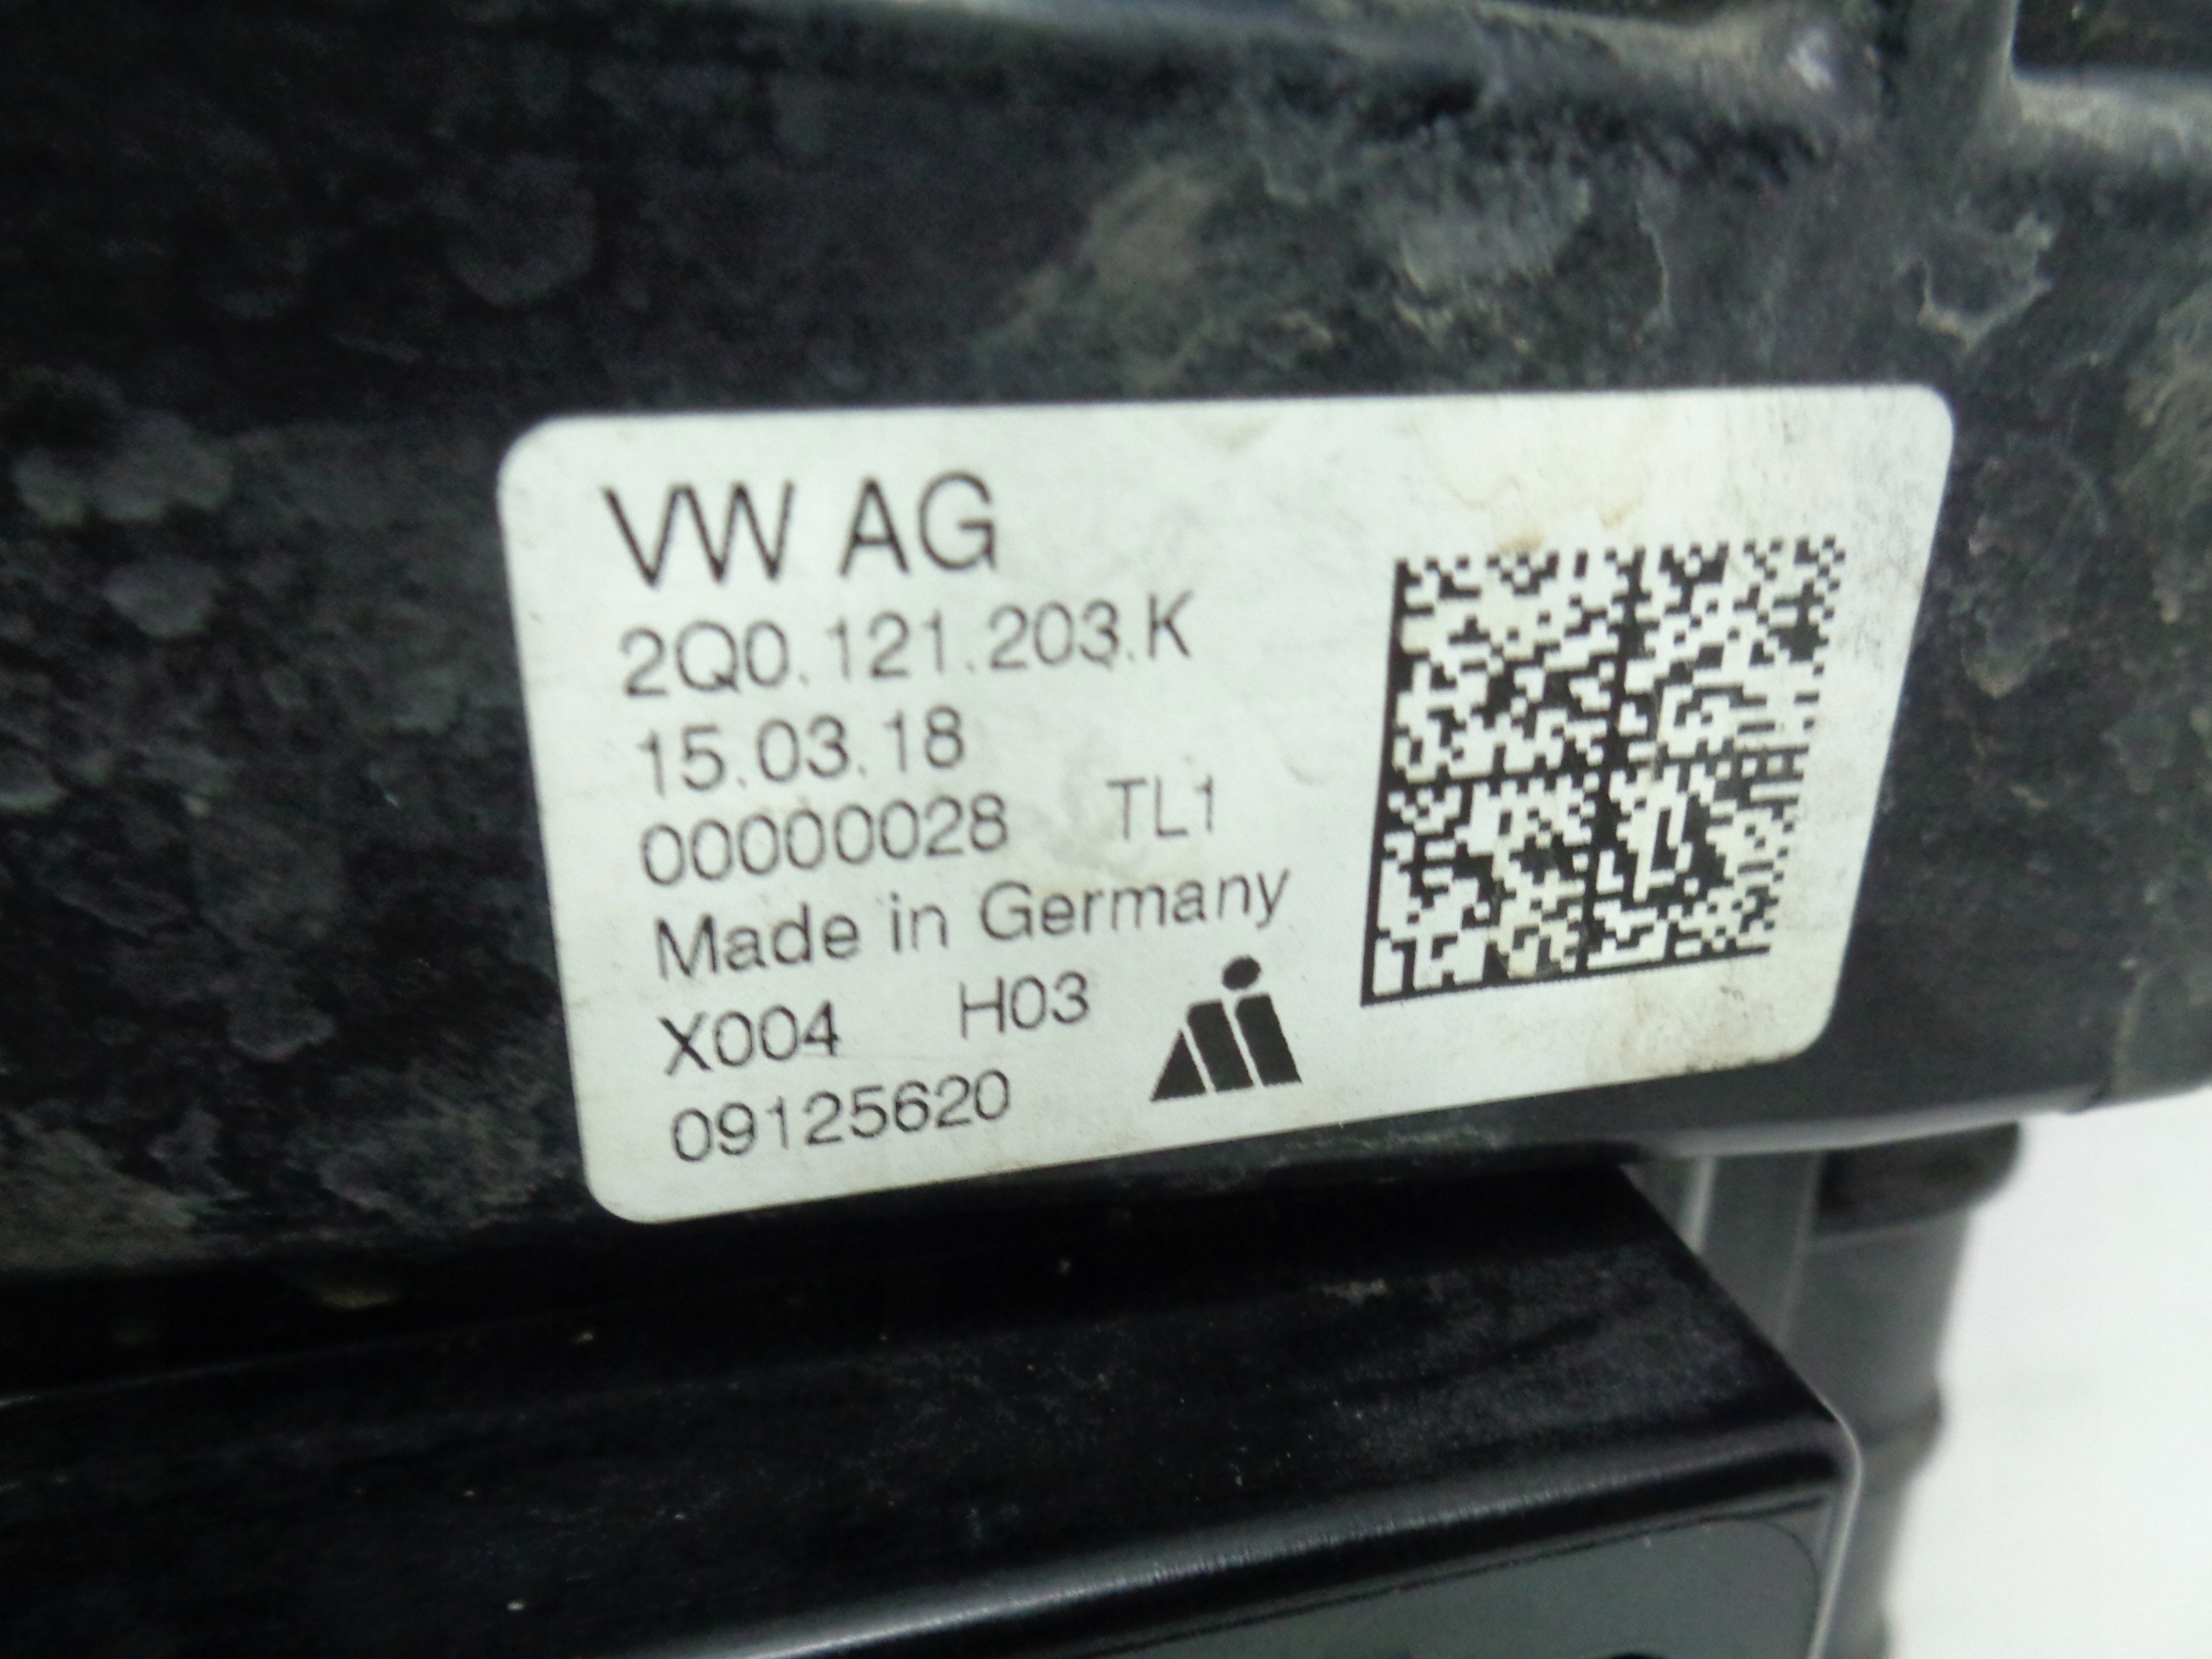 VW AG
2Q0.121.203.K
15.03.18
00000028 TL1
Made in Germany
X004 H03
09125620